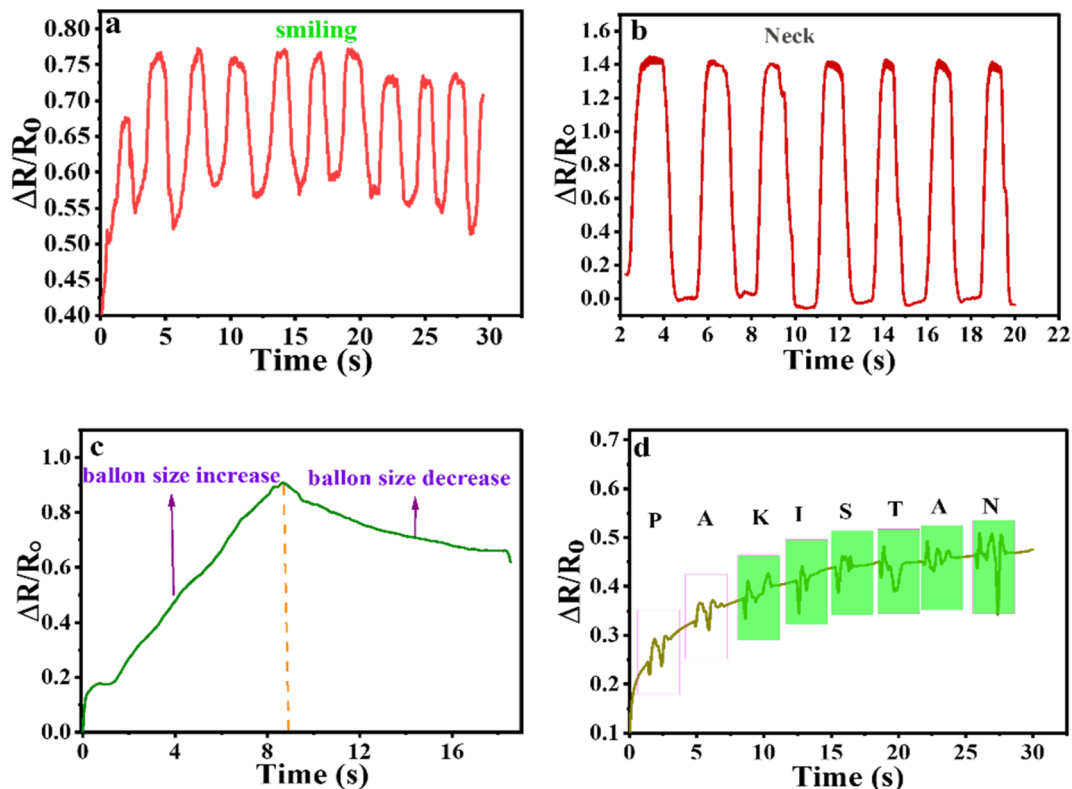 a
smiling
ΔR/Ro
0.80
0.75
0.70
0.65
0.60
0.55
0.50
0.45
0.40
0 5 10 15 20 25 30
Time (s)
b
Neck
ΔR/Ro
1.6
1.4
1.2
1.0
0.8
0.6
0.4
0.2
0.0
2 4 6 8 10 12 14 16 18 20 22
Time (s)
c
ballon size increase
ballon size decrease
ΔR/Ro
1.0
0.8
0.6
0.4
0.2
0.0
0 4 8 12 16
Time (s)
d
P A K I S T A N
ΔR/Ro
0.7
0.6
0.5
0.4
0.3
0.2
0.1
0 5 10 15 20 25 30
Time (s)